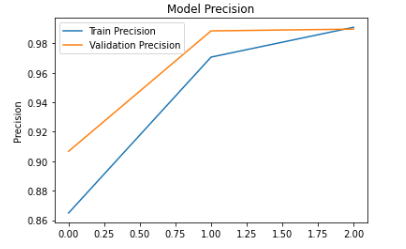 Model Precision
Train Precision
Validation Precision
Precision
0.98
0.96
0.94
0.92
0.90
0.88
0.86
0.00 0.25 0.50 0.75 1.00 1.25 1.50 1.75 2.00